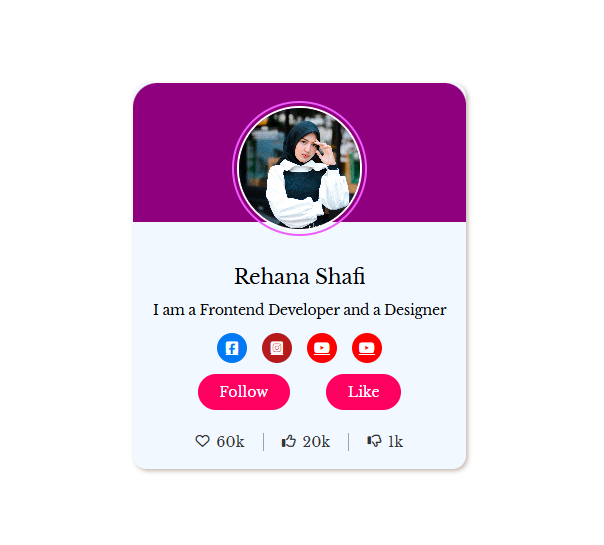 Rehana Shafi
I am a Frontend Developer and a Designer
Follow Like
60k 20k 1k